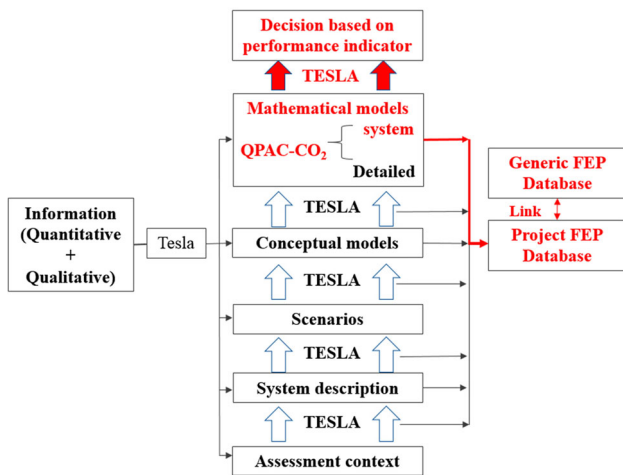 Decision based on
performance indicator
TESLA
Mathematical models
system
QPAC-CO₂
Detailed
Generic FEP
Database
TESLA
Link
Information
(Quantitative
+
Qualitative)
Tesla
Conceptual models
Project FEP
Database
TESLA
Scenarios
TESLA
System description
TESLA
Assessment context